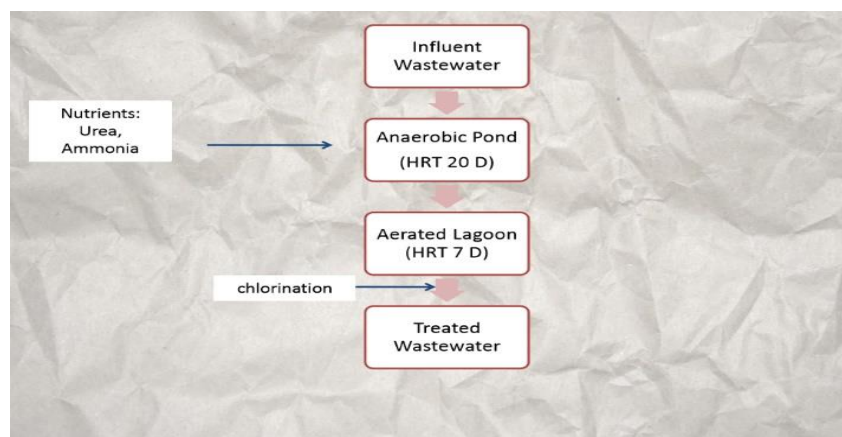 Influent
Wastewater
Nutrients:
Urea,
Ammonia
Anaerobic Pond
(HRT 20 D)
Aerated Lagoon
(HRT 7 D)
chlorination
Treated
Wastewater